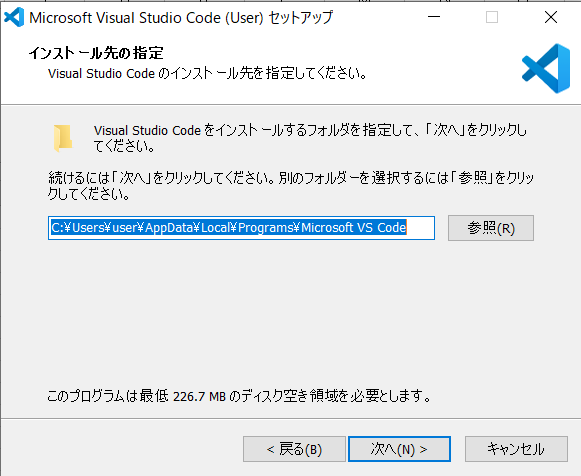 Microsoft Visual Studio Code (User) セットアップ
インストール先の指定
Visual Studio Code のインストール先を指定してください。
Visual Studio Code をインストールするフォルダを指定して、「次へ」をクリックし
てください。
続けるには「次へ」をクリックしてください。別のフォルダーを選択するには「参照」をクリッ
クしてください。
C:¥Users¥user¥AppData¥Local¥Programs¥Microsoft VS Code
参照(R)
このプログラムは最低 226.7 MB のディスク空き領域を必要とします。
< 戻る(B)
次へ(N) >
キャンセル